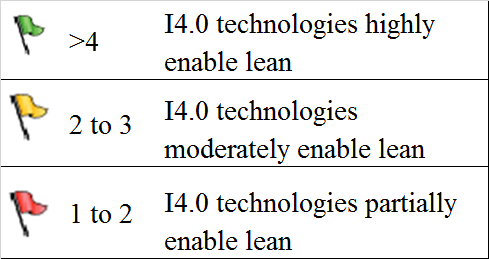 >4 I4.0 technologies highly
enable lean
2 to 3 I4.0 technologies
moderately enable lean
1 to 2 I4.0 technologies partially
enable lean